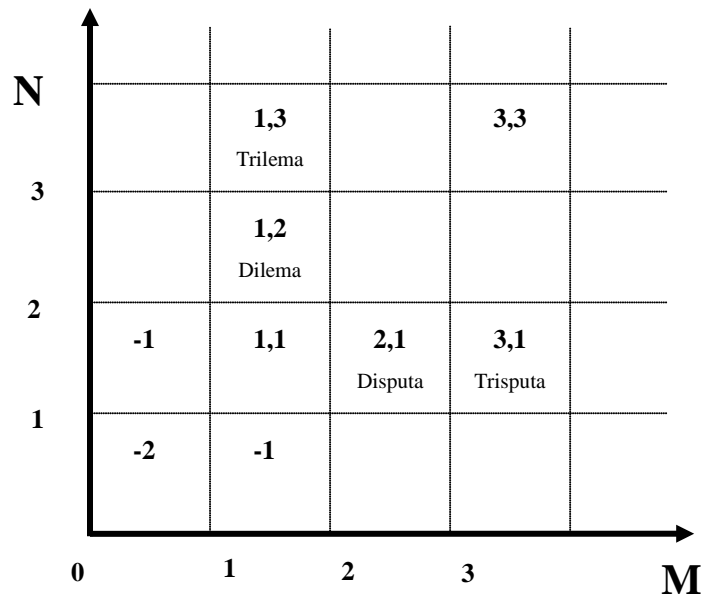 N
1,3 3,3
Trilema
3
1,2
Dilema
2
-1 1,1 2,1 3,1
Disputa Trisputa
1
-2 -1
0 1 2 3 M